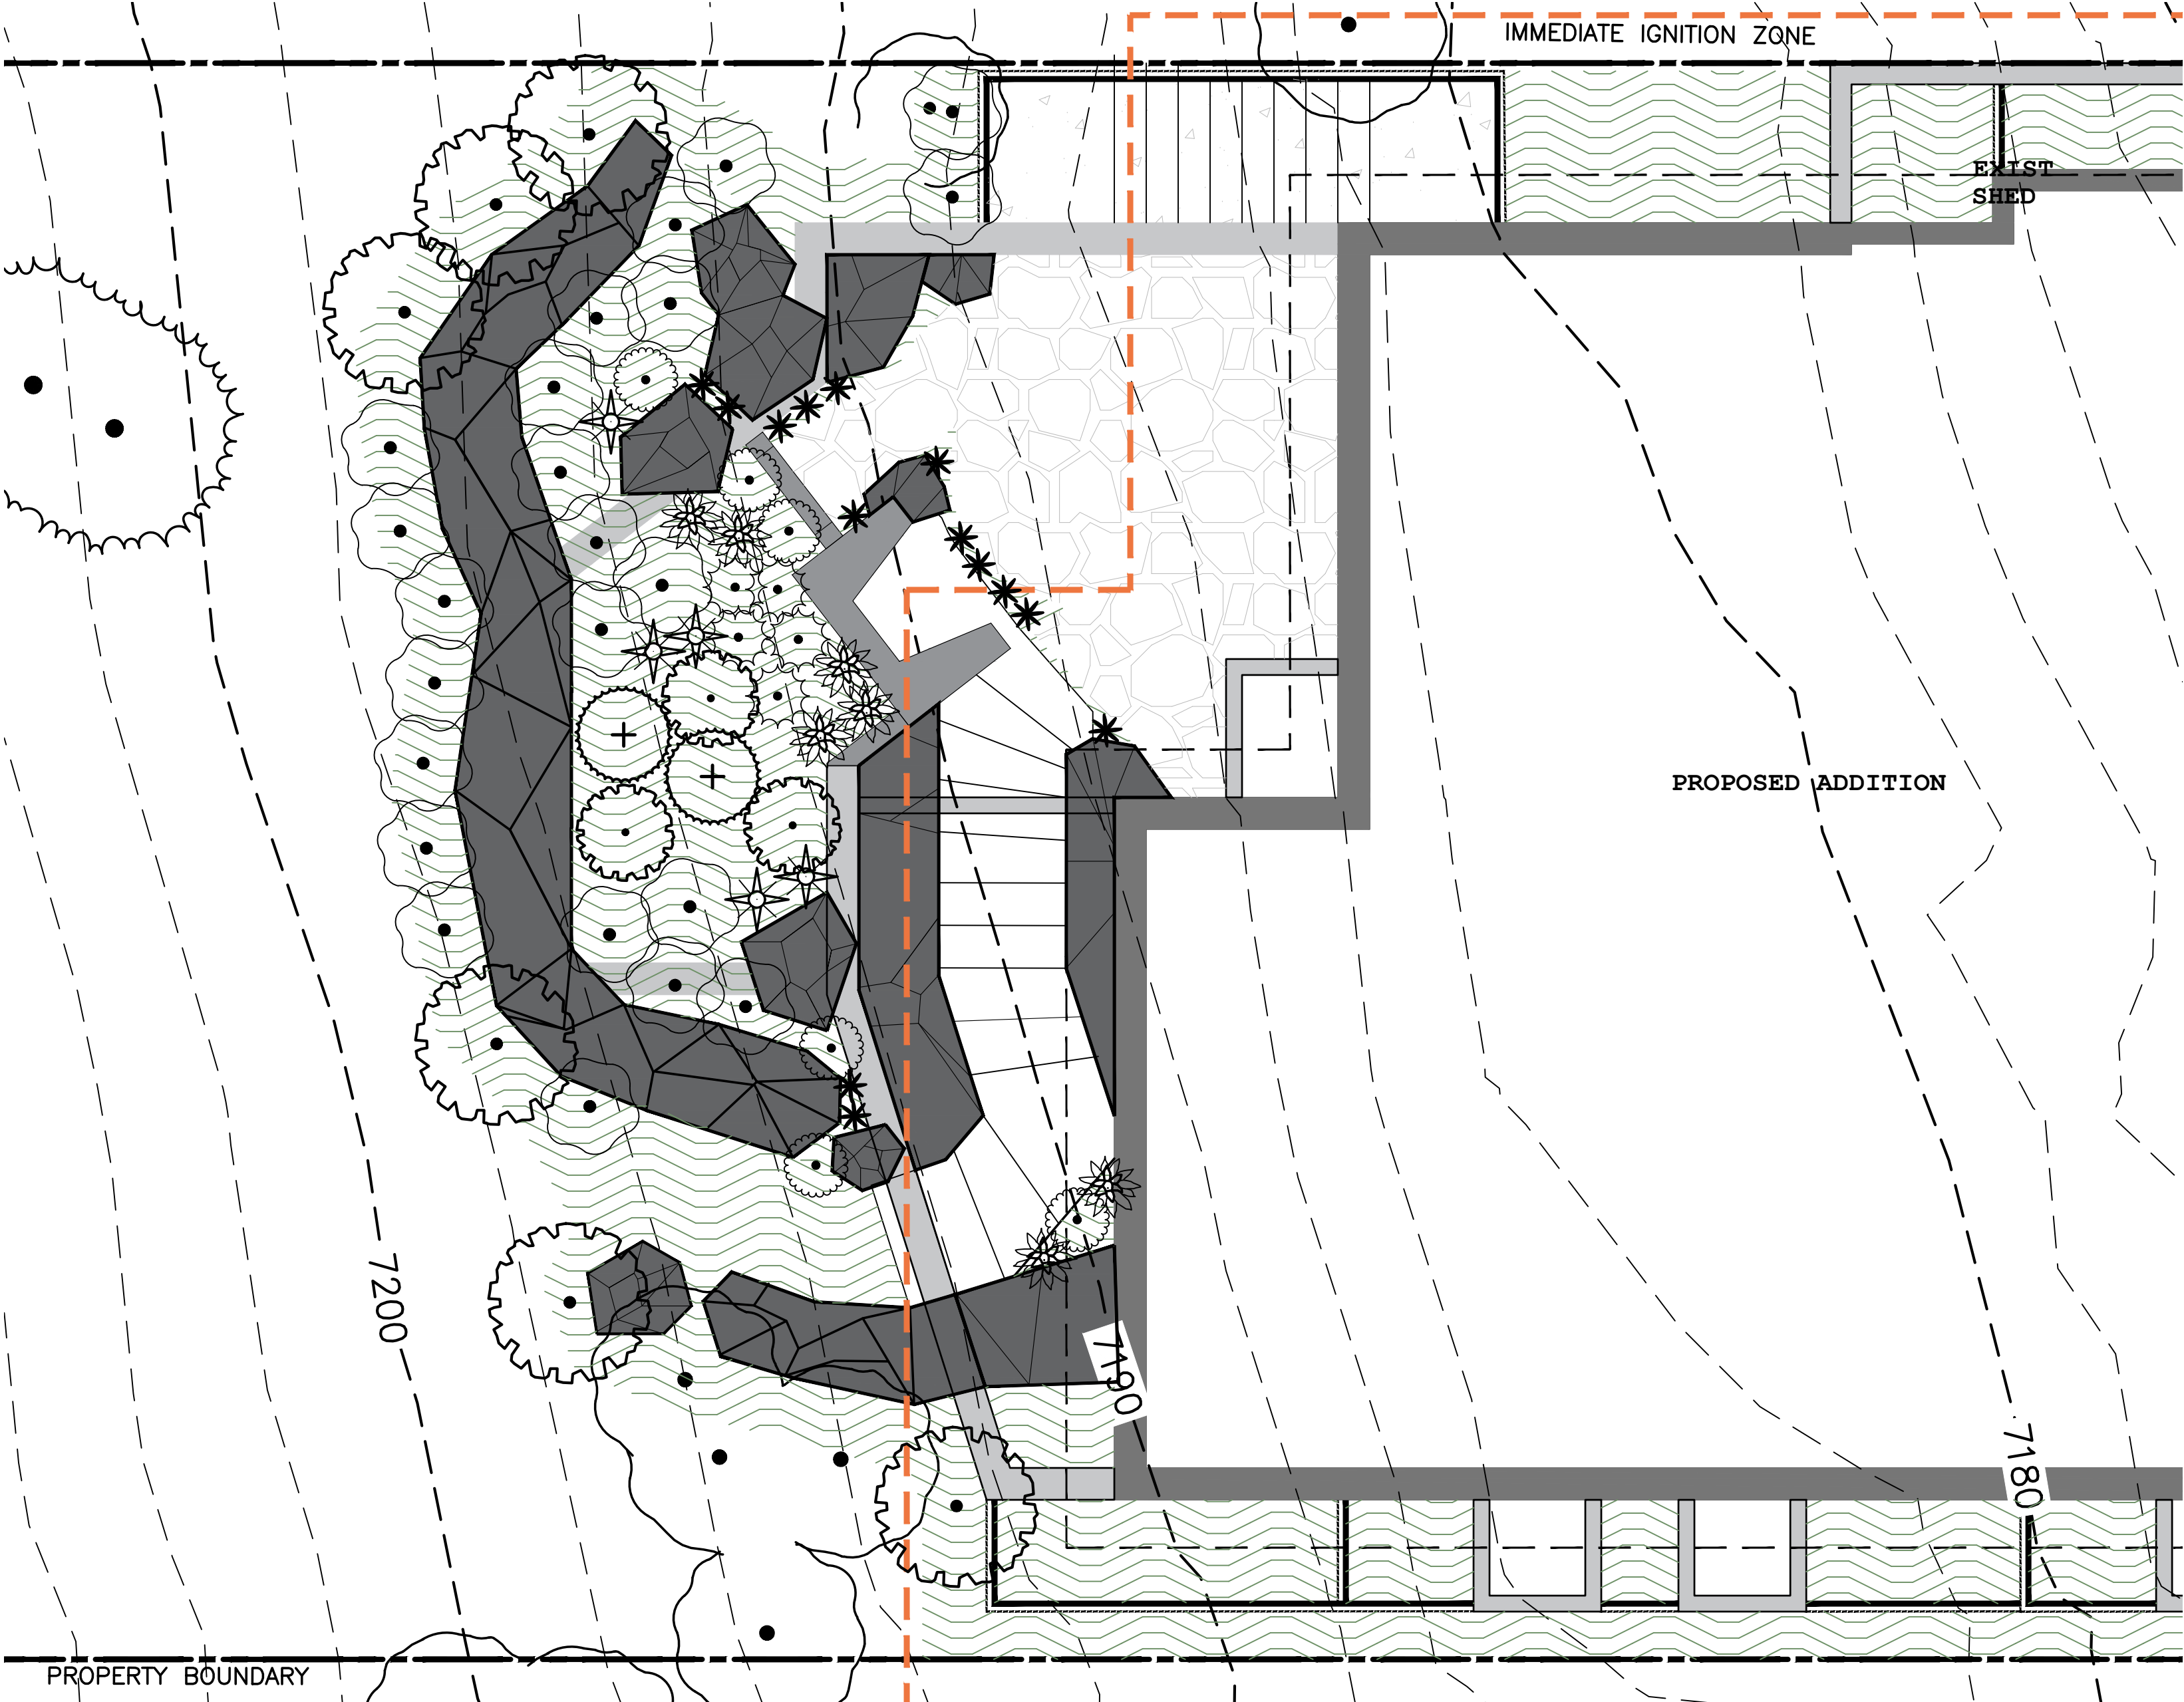 IMMEDIATE IGNITION ZONE
EXIST
SHED
PROPOSED ADDITION
7200
7190
7180
PROPERTY BOUNDARY